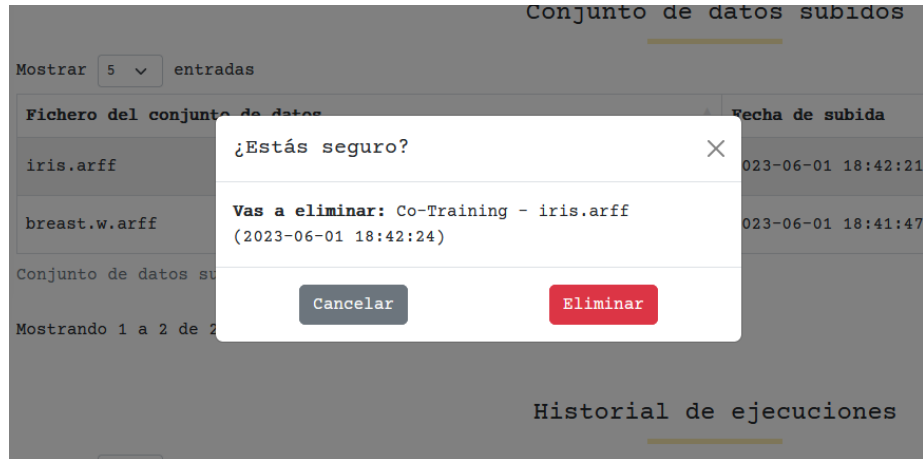 Conjunto de datos subidos
Mostrar 5 entradas
Fichero del conjunto de datos Fecha de subida
¿Estás seguro?
iris.arff 023-06-01 18:42:21
Vas a eliminar: Co-Training - iris.arff
(2023-06-01 18:42:24)
breast.w.arff 023-06-01 18:41:47
Conjunto de datos su
Cancelar Eliminar
Mostrando 1 a 2 de 2
Historial de ejecuciones